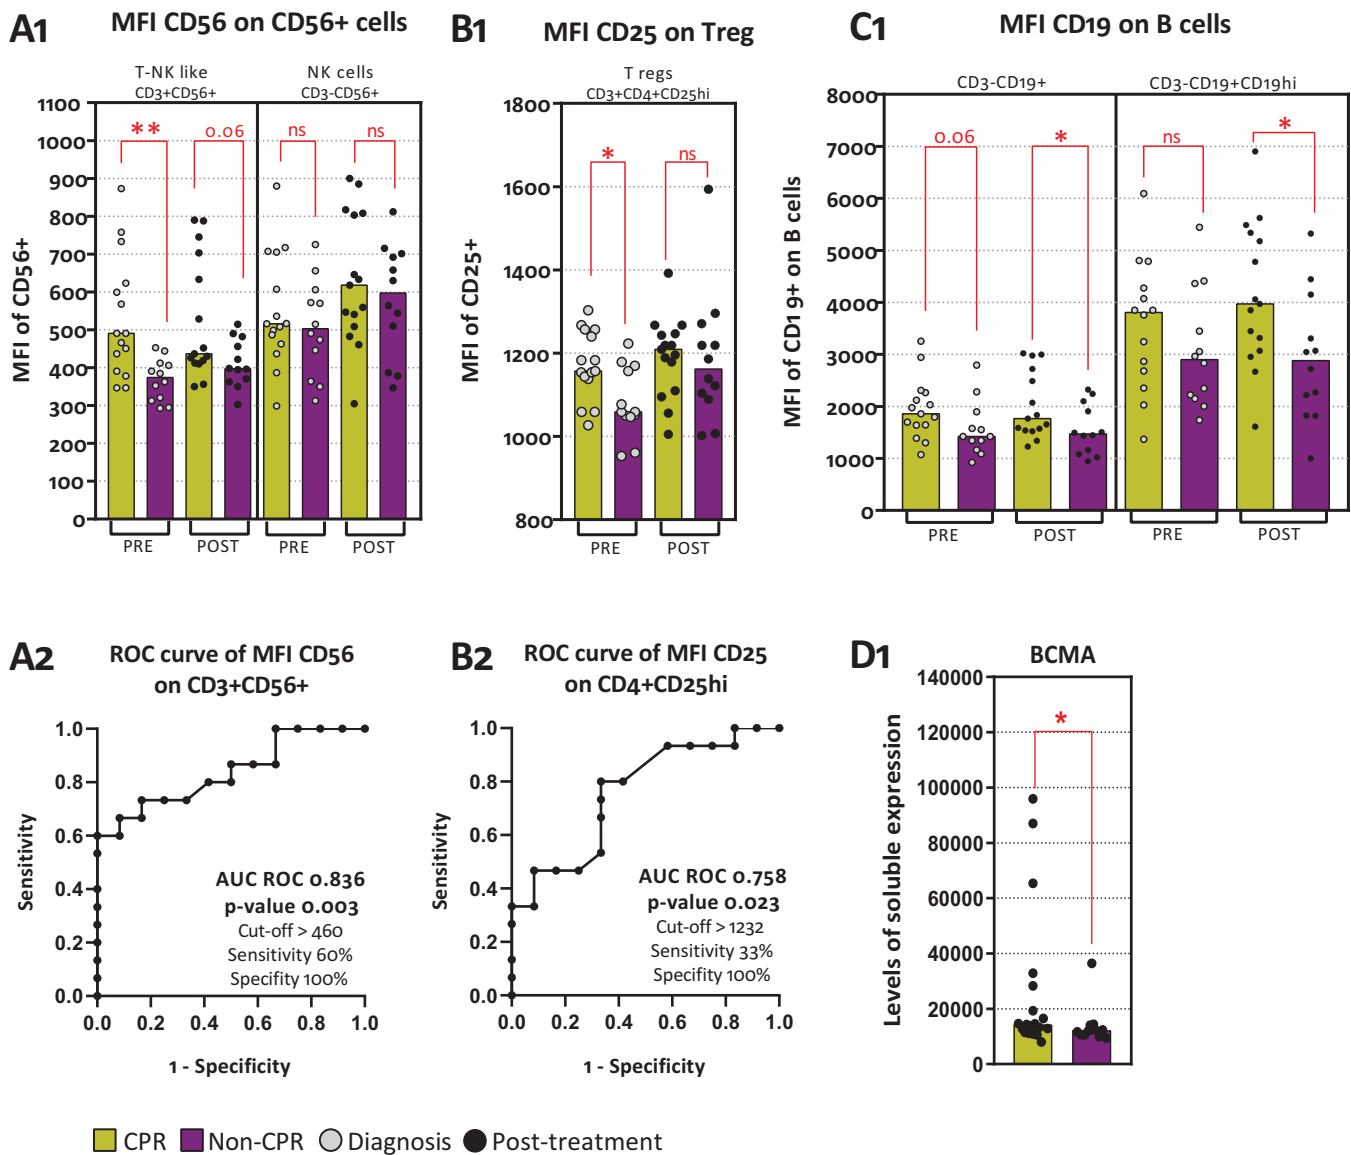 A1
MFI CD56 on CD56+ cells
T-NK like
CD3+CD56+
NK cells
CD3-CD56+
MFI of CD56+
1100
1000
900
800
700
600
500
400
300
200
100
0
**
0.06
ns
ns
PRE
POST
PRE
POST
B1
MFI CD25 on Treg
T regs
CD3+CD4+CD25hi
MFI of CD25+
1800
1600
1400
1200
1000
800
*
ns
PRE
POST
C1
MFI CD19 on B cells
CD3-CD19+
CD3-CD19+CD19hi
MFI of CD19+ on B cells
8000
7000
6000
5000
4000
3000
2000
1000
0
0.06
*
ns
*
PRE
POST
PRE
POST
A2
ROC curve of MFI CD56
on CD3+CD56+
Sensitivity
1.0
0.8
0.6
0.4
0.2
0.0
AUC ROC 0.836
p-value 0.003
Cut-off > 460
Sensitivity 60%
Specifity 100%
0.0 0.2 0.4 0.6 0.8 1.0
1 - Specificity
B2
ROC curve of MFI CD25
on CD4+CD25hi
Sensitivity
1.0
0.8
0.6
0.4
0.2
0.0
AUC ROC 0.758
p-value 0.023
Cut-off > 1232
Sensitivity 33%
Specifity 100%
0.0 0.2 0.4 0.6 0.8 1.0
1 - Specificity
D1
BCMA
Levels of soluble expression
140000
120000
100000
80000
60000
40000
20000
0
*
CPR Non-CPR Diagnosis Post-treatment